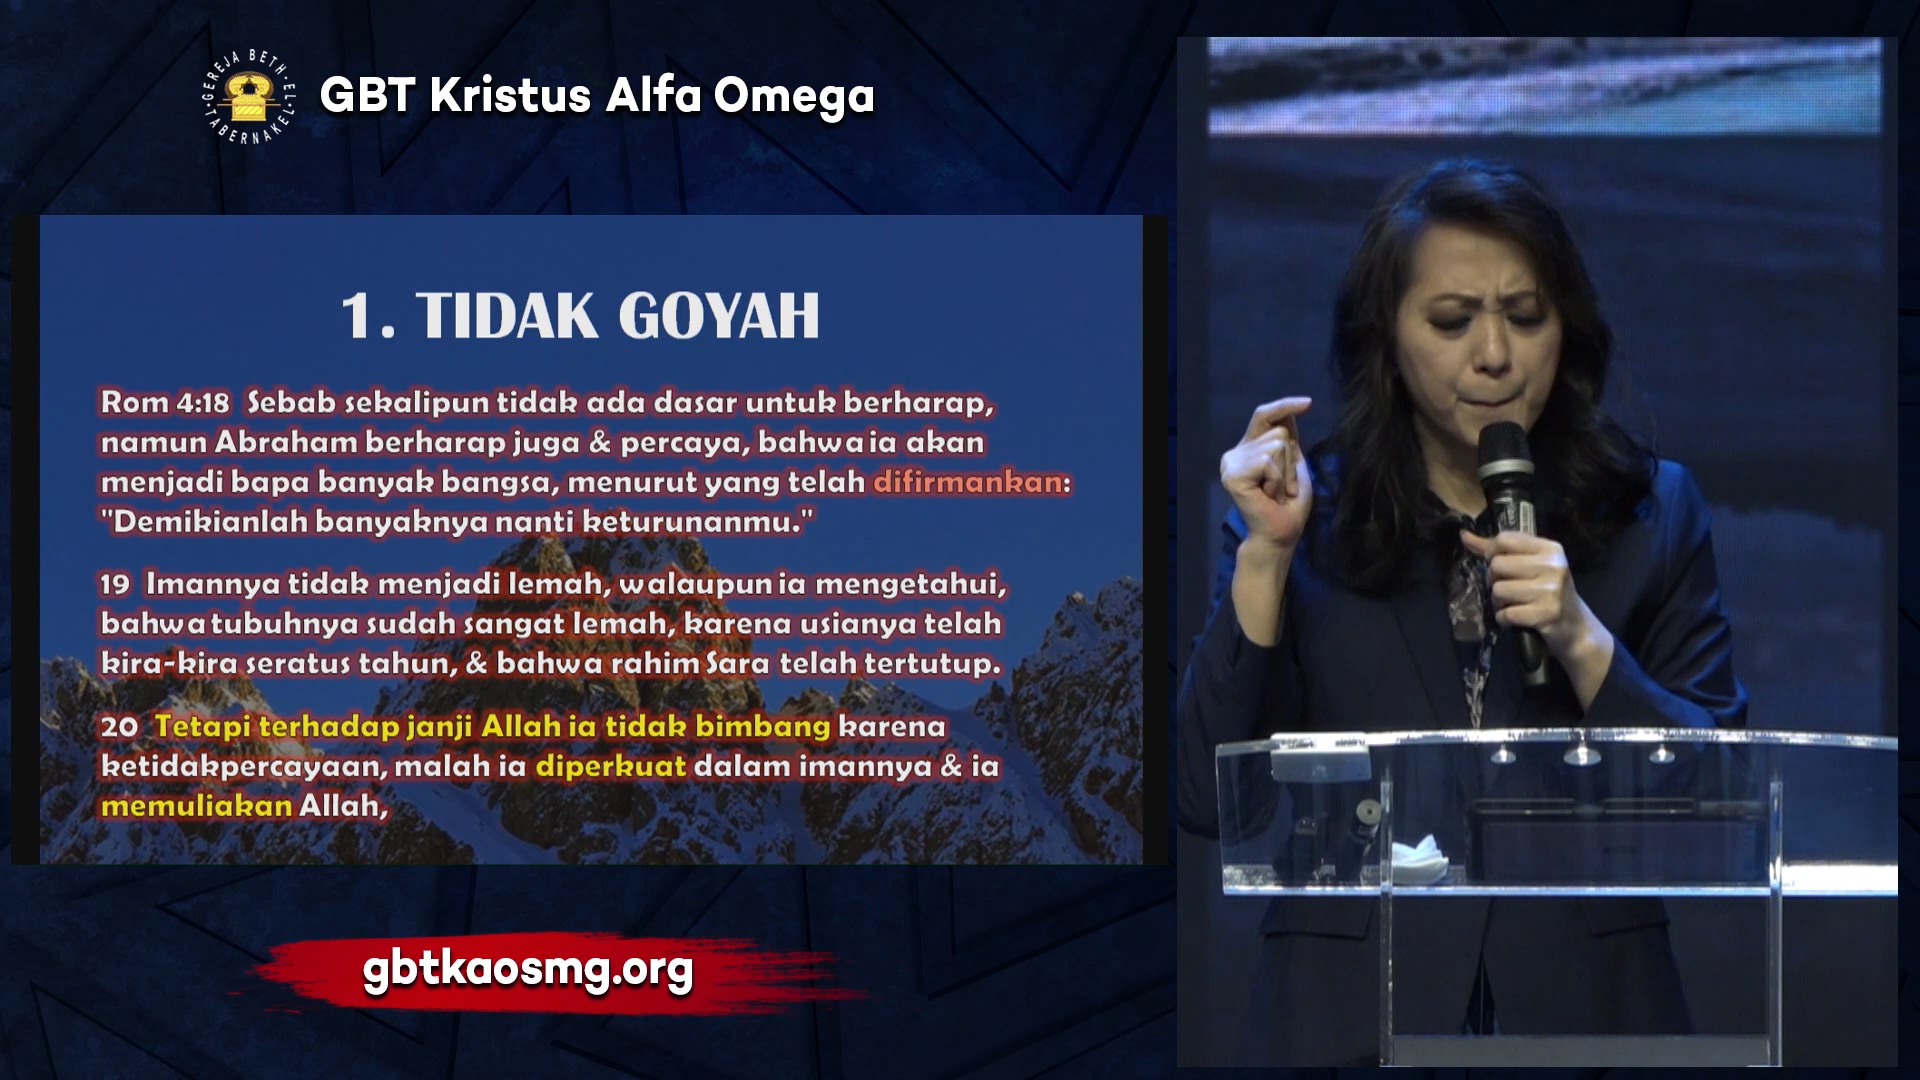 GEREJA BETH-EL TABERNAKEL
GBT Kristus Alfa Omega
1. TIDAK GOYAH
Rom 4:18 Sebab sekalipun tidak ada dasar untuk berharap,
namun Abraham berharap juga & percaya, bahwa ia akan
menjadi bapa banyak bangsa, menurut yang telah difirmankan:
"Demikianlah banyaknya nanti keturunanmu."
19 Imannya tidak menjadi lemah, walaupun ia mengetahui,
bahwa tubuhnya sudah sangat lemah, karena usianya telah
kira-kira seratus tahun, & bahwa rahim Sara telah tertutup.
20 Tetapi terhadap janji Allah ia tidak bimbang karena
ketidakpercayaan, malah ia diperkuat dalam imannya & ia
memuliakan Allah,
gbtkaosmg.org